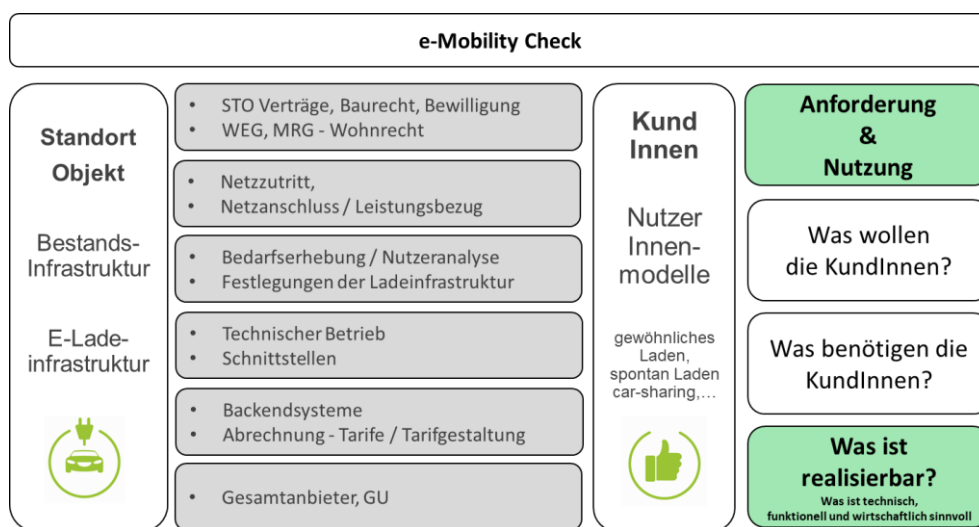 e-Mobility Check
Standort
Objekt
Bestands-
Infrastruktur
E-Lade-
infrastruktur
• STO Verträge, Baurecht, Bewilligung
• WEG, MRG - Wohnrecht
• Netzzutritt,
• Netzanschluss / Leistungsbezug
• Bedarfserhebung / Nutzeranalyse
• Festlegungen der Ladeinfrastruktur
• Technischer Betrieb
• Schnittstellen
• Backendsysteme
• Abrechnung - Tarife / Tarifgestaltung
• Gesamtanbieter, GU
Kund
Innen
Nutzer
Innen-
modelle
gewöhnliches
Laden,
spontan Laden
car-sharing,...
Anforderung
&
Nutzung
Was wollen
die KundInnen?
Was benötigen die
KundInnen?
Was ist
realisierbar?
Was ist technisch,
funktionell und wirtschaftlich sinnvoll